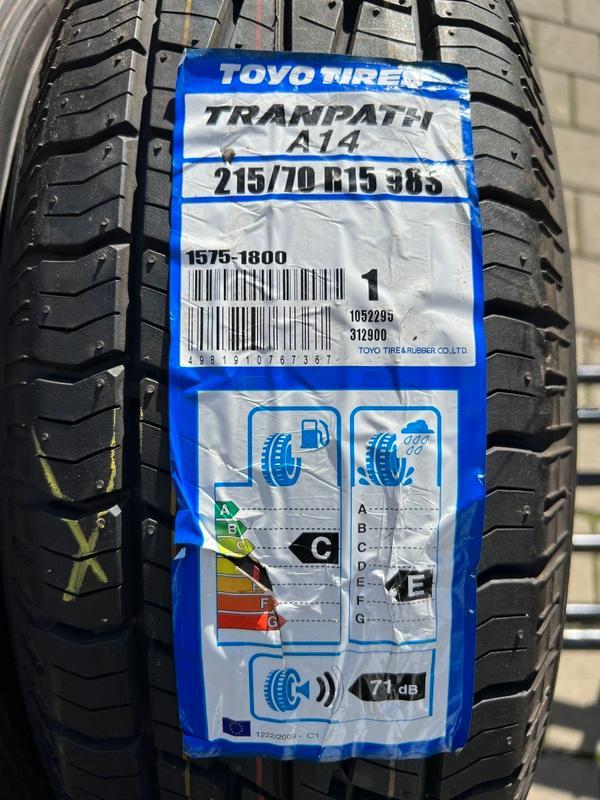 TOYO TIRES
TRANPATH
A14
215/70 R15 98S
1575-1800
1
1052295
312900
4981910767367
TOYO TIRE & RUBBER CO.,LTD.
A
B
C
F
G
C
A
B
C
D
E
F
G
E
71 dB
1222/2009 - C1